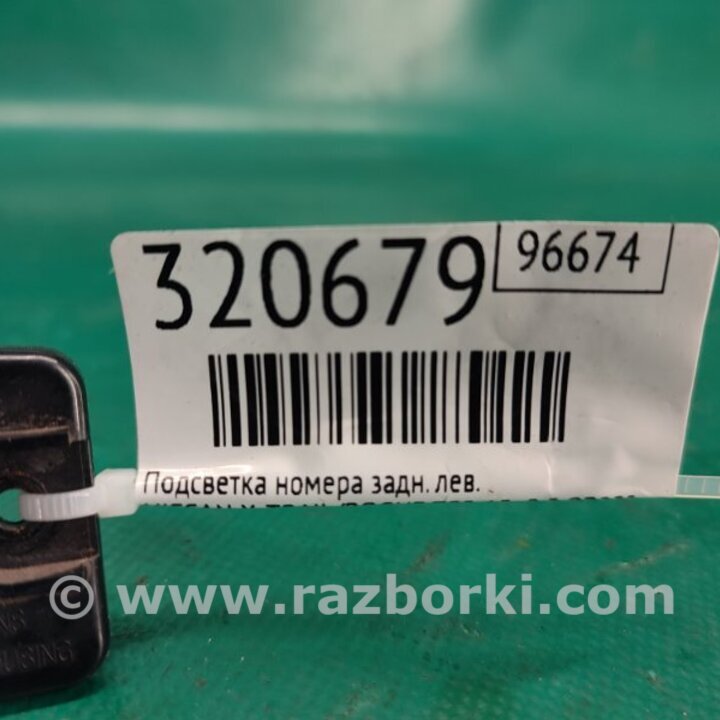 320679
96674
Подсветка номера задн. лев.
© www.razborki.com